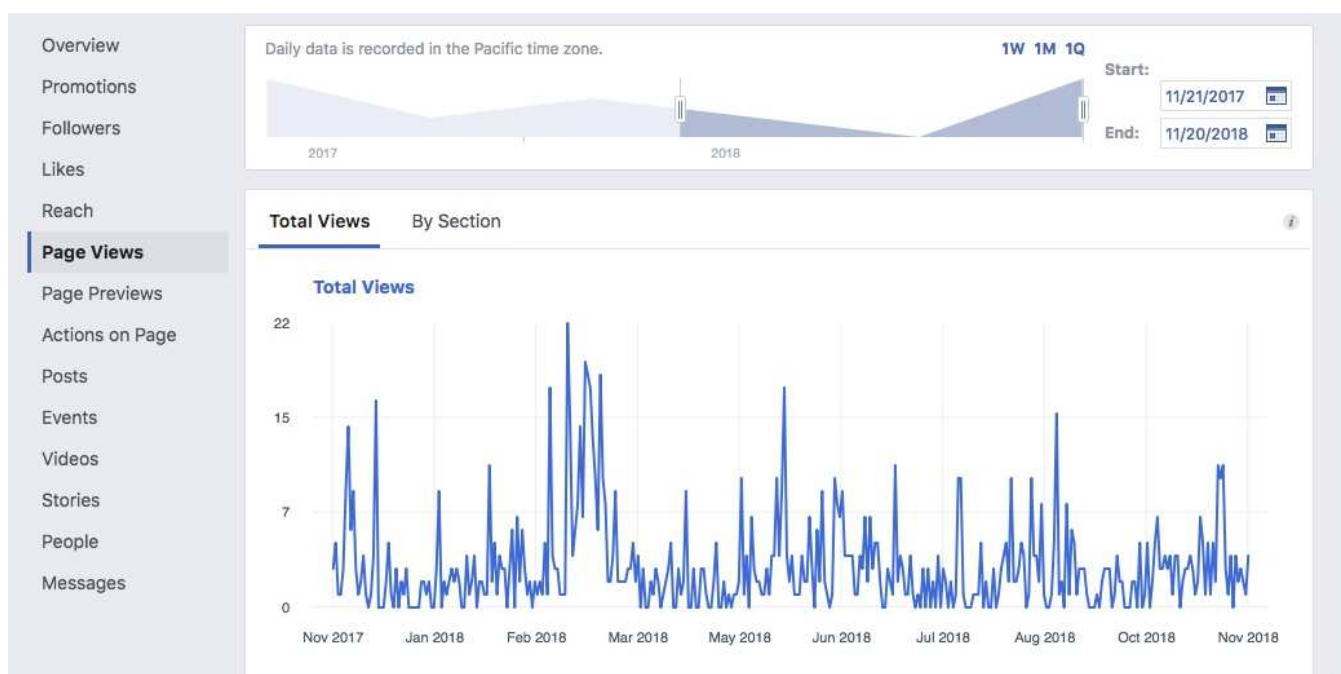 Overview
Promotions
Followers
Likes
Reach
Page Views
Page Previews
Actions on Page
Posts
Events
Videos
Stories
People
Messages
Daily data is recorded in the Pacific time zone.
1W 1M 1Q
Start:
11/21/2017
End:
11/20/2018
2017
2018
Total Views
By Section
i
Total Views
22
15
7
0
Nov 2017
Jan 2018
Feb 2018
Mar 2018
May 2018
Jun 2018
Jul 2018
Aug 2018
Oct 2018
Nov 2018